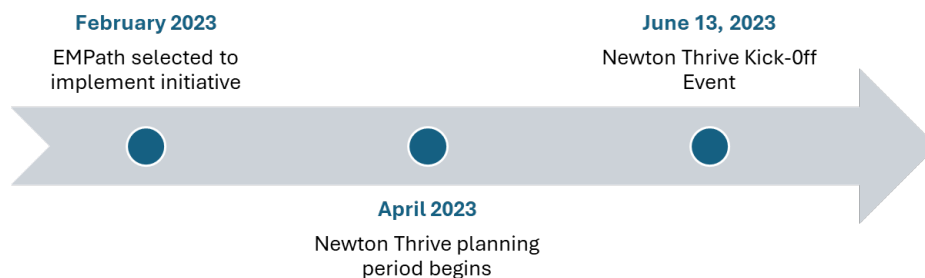 February 2023
EMPath selected to
implement initiative
April 2023
Newton Thrive planning
period begins
June 13, 2023
Newton Thrive Kick-0ff
Event